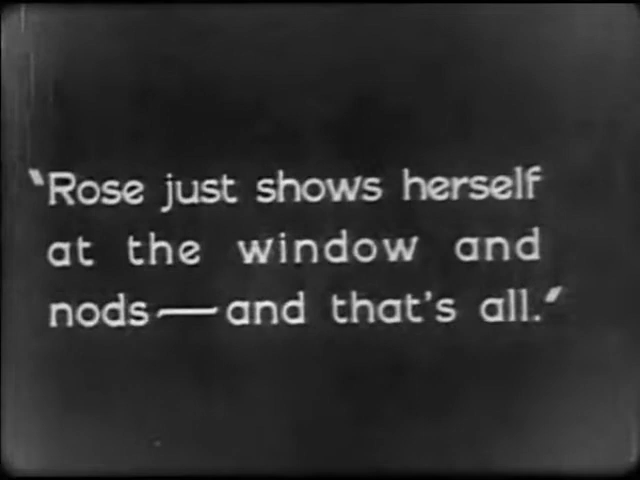 "Rose just shows herself
at the window and
nods—and that's all."